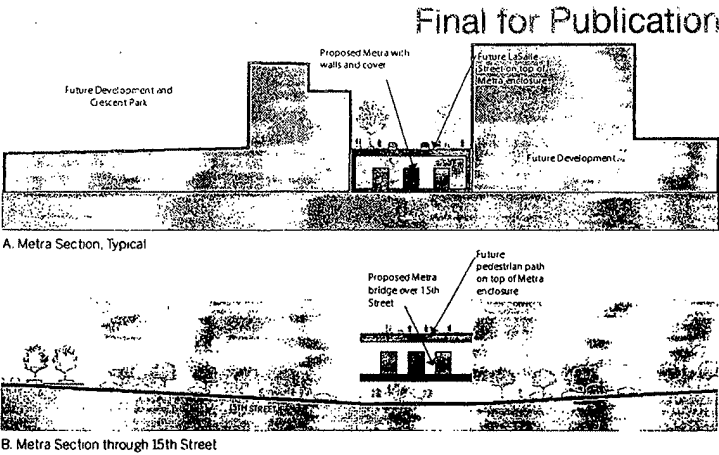 Final for Publication
Proposed Metra with
walls and cover
Future LaSalle
Street on top of
Metra enclosure
Future Development and
Crescent Park
Future Development
A. Metra Section, Typical
Future
pedestrian path
on top of Metra
enclosure
Proposed Metra
bridge over 15th
Street
15TH STREET
B. Metra Section through 15th Street